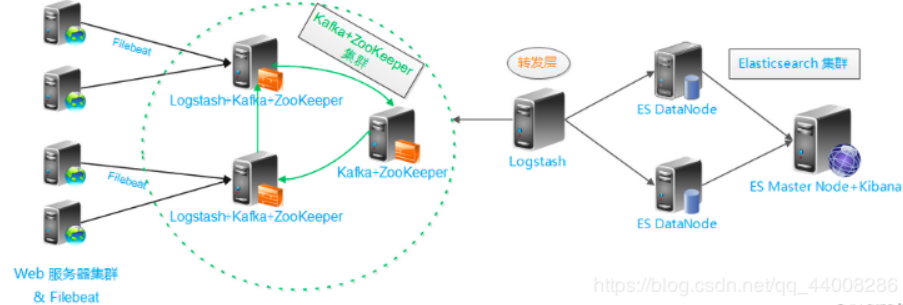 Filebeat
Kafka+ZooKeeper
集群
Logstash+Kafka+ZooKeeper
Kafka+ZooKeeper
Filebeat
Logstash+Kafka+ZooKeeper
Web 服务器集群
& Filebeat
转发层
Logstash
Elasticsearch 集群
ES DataNode
ES DataNode
ES Master Node+Kibana
https://blog.csdn.net/qq_44008286